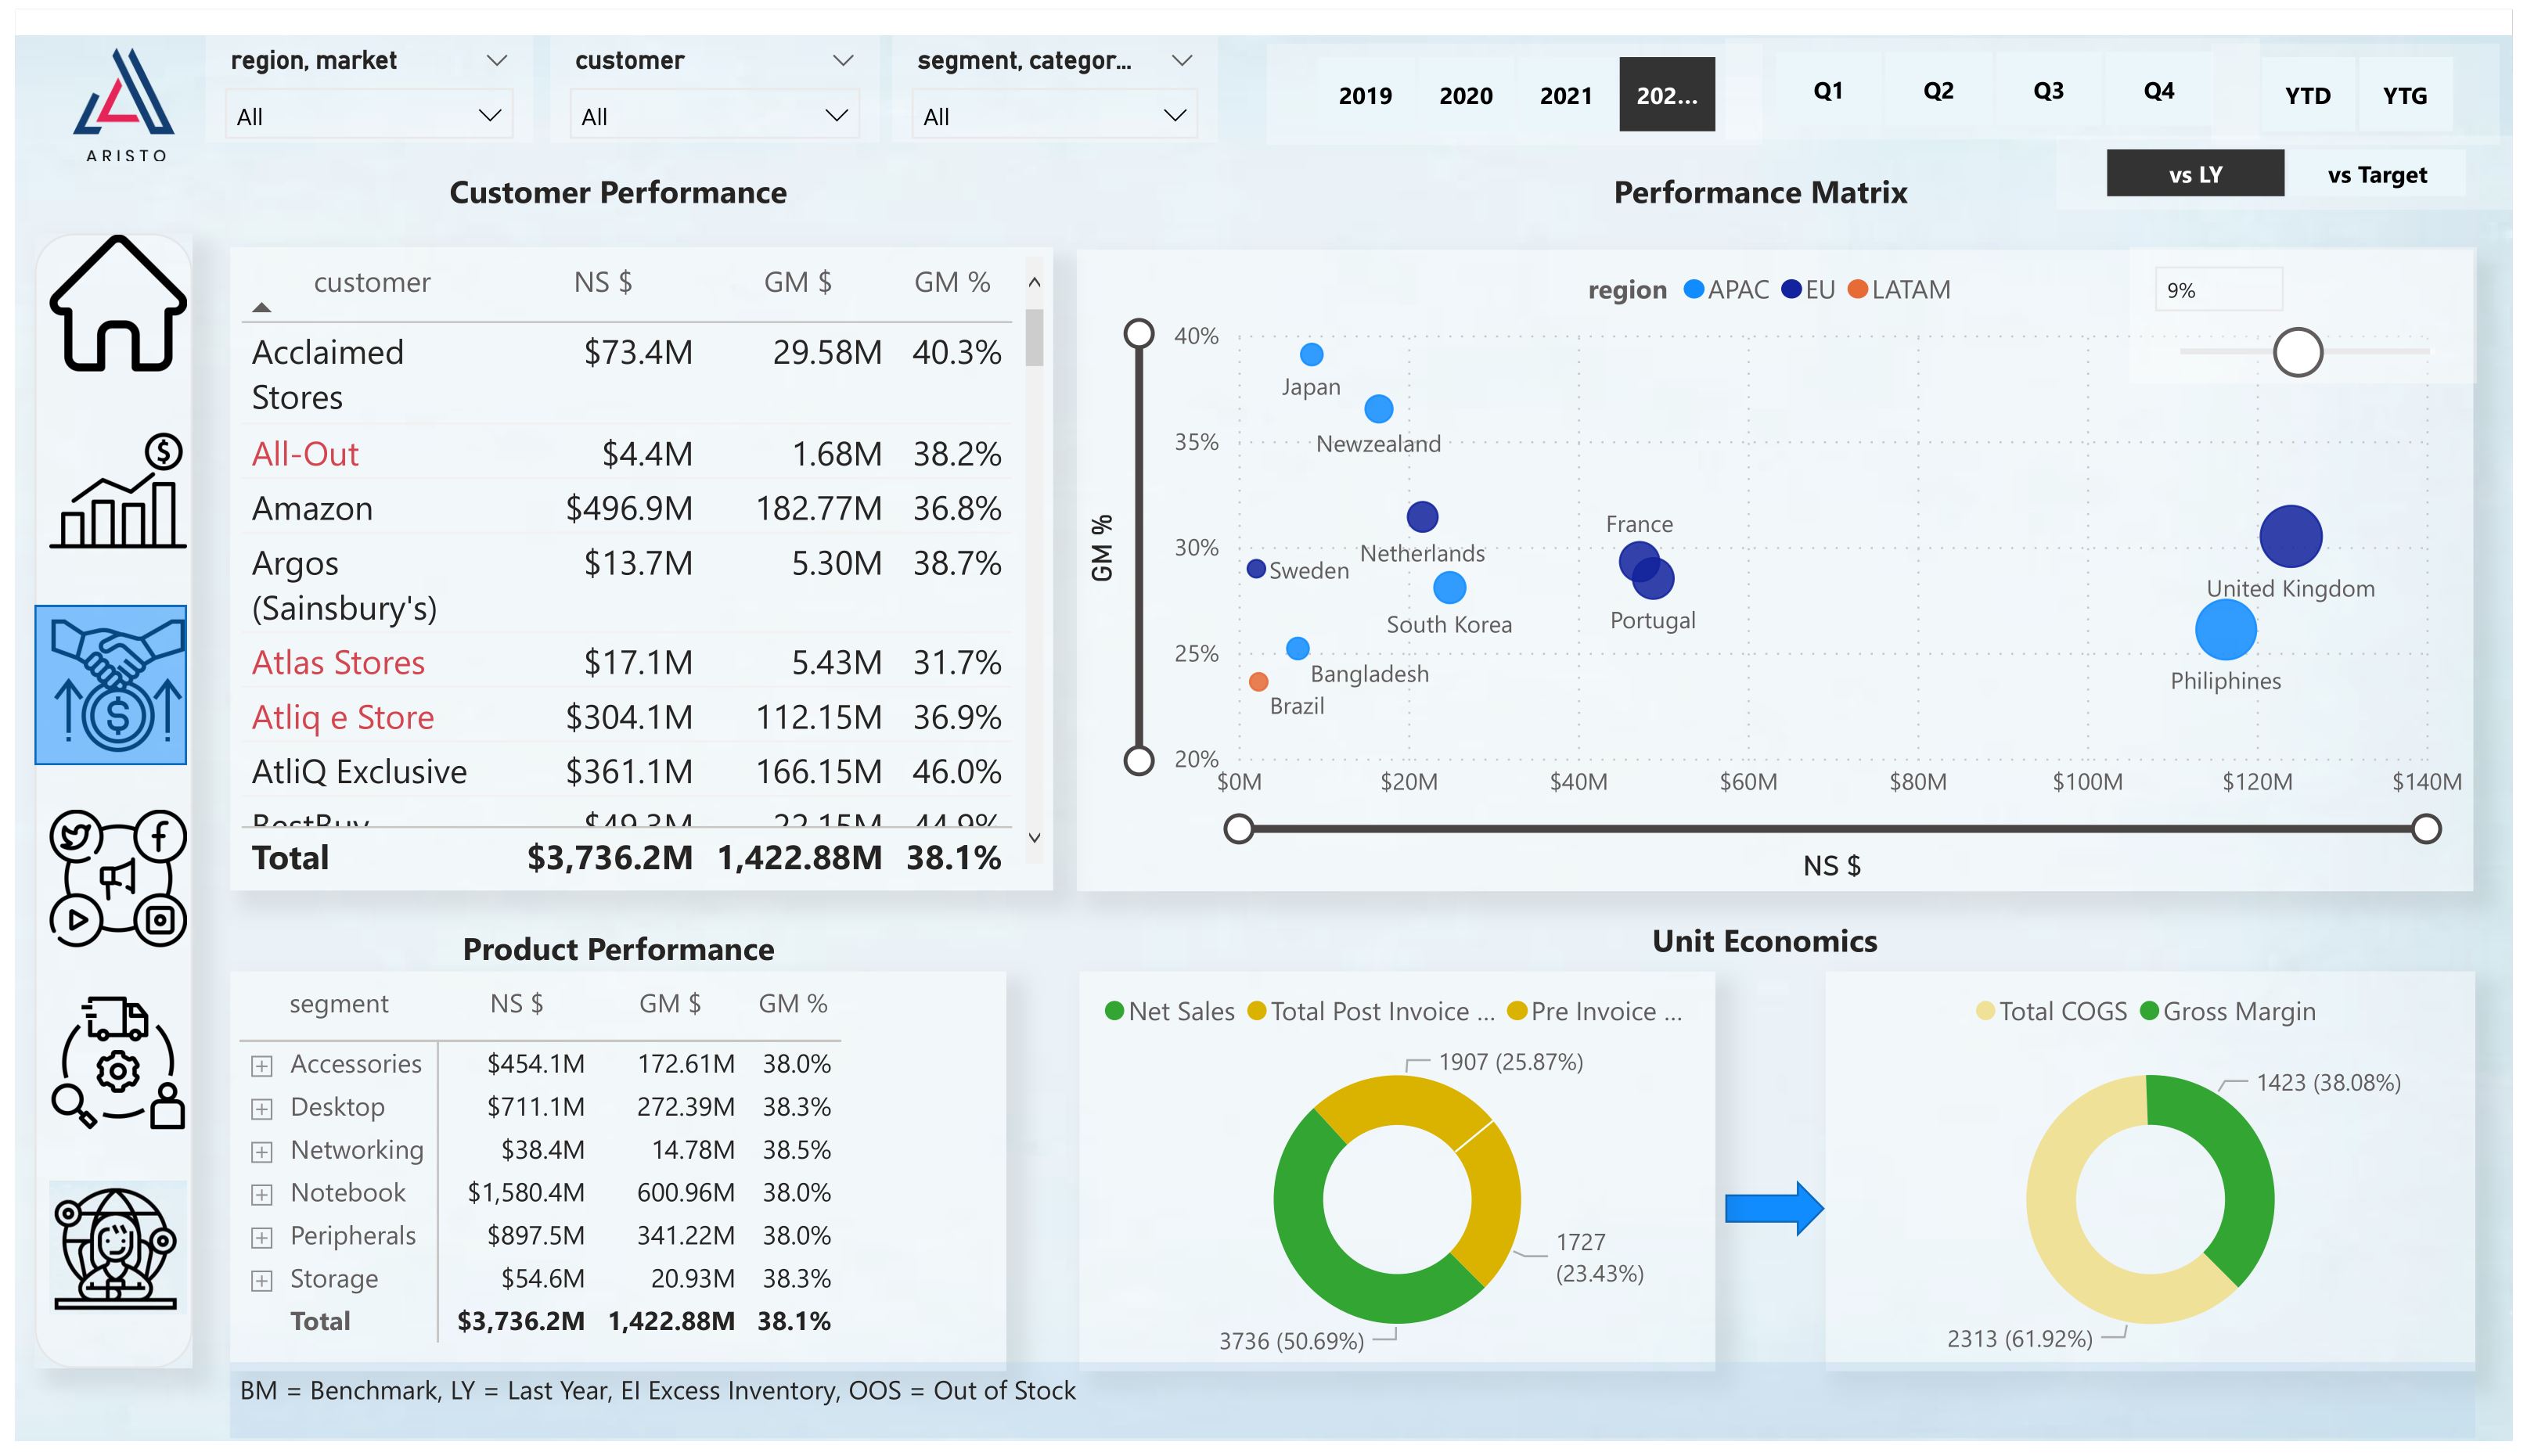 region, market
All
customer
All
segment, categor...
All
2019
2020
2021
202...
Q1
Q2
Q3
Q4
YTD
YTG
ARISTO
vs LY
vs Target
Customer Performance
customer NS $ GM $ GM %
Acclaimed Stores $73.4M 29.58M 40.3%
All-Out $4.4M 1.68M 38.2%
Amazon $496.9M 182.77M 36.8%
Argos (Sainsbury's) $13.7M 5.30M 38.7%
Atlas Stores $17.1M 5.43M 31.7%
Atliq e Store $304.1M 112.15M 36.9%
AtliQ Exclusive $361.1M 166.15M 46.0%
BestBuy $49.3M 22.15M 44.9%
Total $3,736.2M 1,422.88M 38.1%
Performance Matrix
region APAC EU LATAM
9%
GM %
40%
35%
30%
25%
20%
Japan
Newzealand
Netherlands
Sweden
South Korea
France
Portugal
Bangladesh
Brazil
United Kingdom
Philiphines
$0M $20M $40M $60M $80M $100M $120M $140M
NS $
Product Performance
segment NS $ GM $ GM %
Accessories $454.1M 172.61M 38.0%
Desktop $711.1M 272.39M 38.3%
Networking $38.4M 14.78M 38.5%
Notebook $1,580.4M 600.96M 38.0%
Peripherals $897.5M 341.22M 38.0%
Storage $54.6M 20.93M 38.3%
Total $3,736.2M 1,422.88M 38.1%
Unit Economics
Net Sales Total Post Invoice ... Pre Invoice ...
1907 (25.87%)
1727
(23.43%)
3736 (50.69%)
Total COGS Gross Margin
1423 (38.08%)
2313 (61.92%)
BM = Benchmark, LY = Last Year, EI Excess Inventory, OOS = Out of Stock